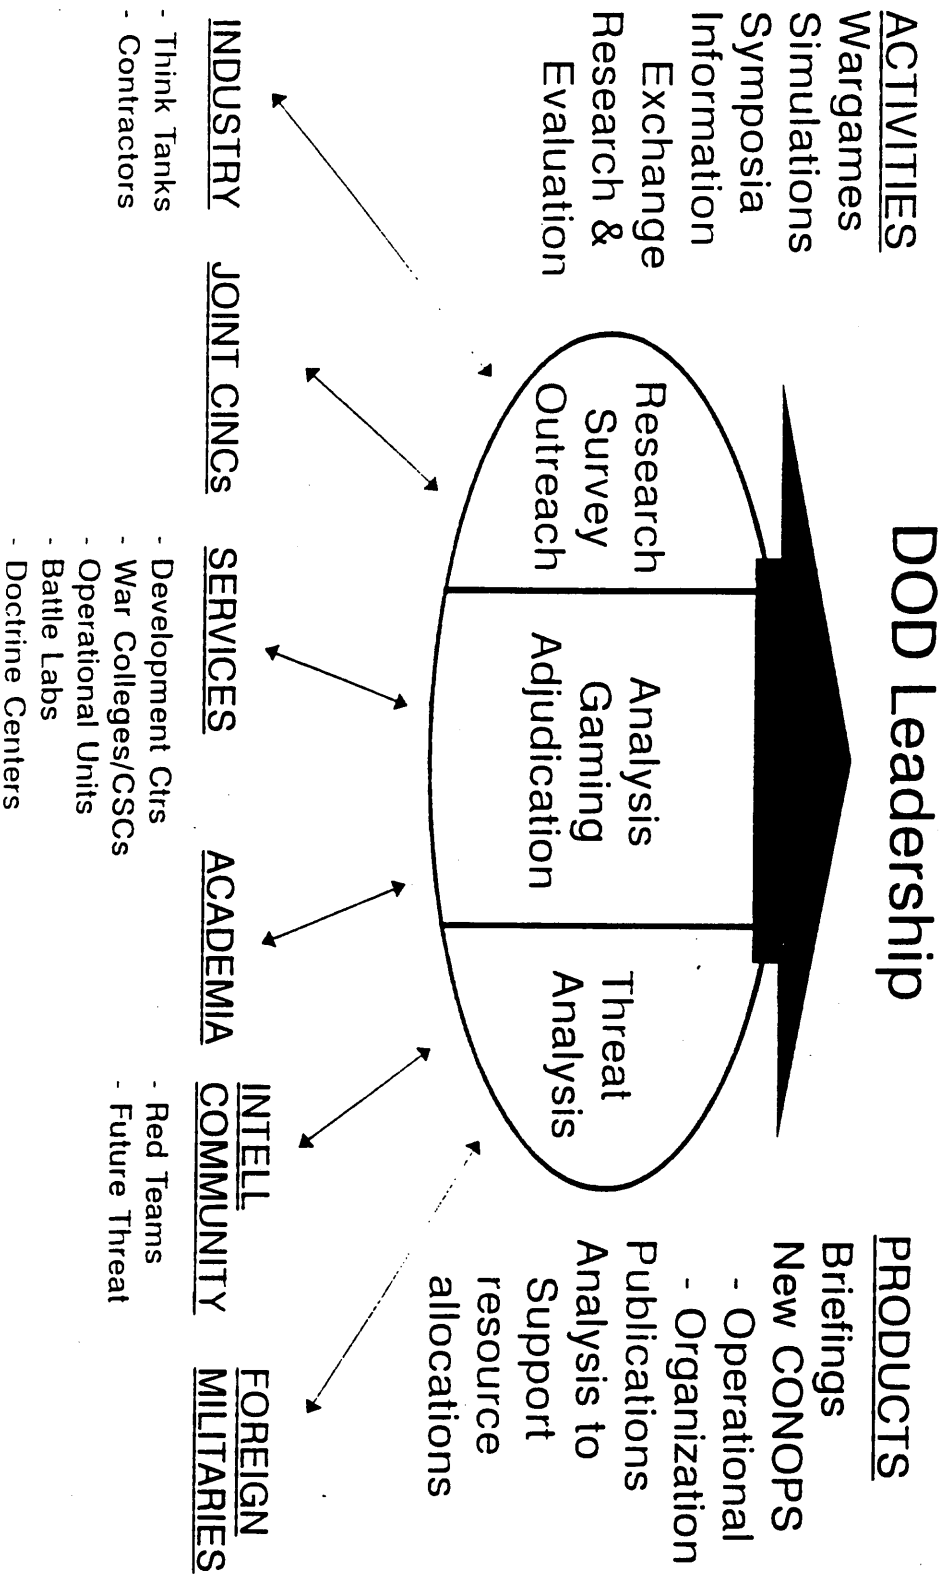 DOD Leadership
ACTIVITIES
Wargames
Simulations
Symposia
Information
Exchange
Research &
Evaluation
Research
Survey
Outreach
Analysis
Gaming
Adjudication
Threat
Analysis
PRODUCTS
Briefings
New CONOPS
- Operational
- Organization
Publications
Analysis to
Support
resource
allocations
INDUSTRY
- Think Tanks
- Contractors
JOINT CINCs
SERVICES
- Development Ctrs
- War Colleges/CSCs
- Operational Units
- Battle Labs
- Doctrine Centers
ACADEMIA
INTELL
COMMUNITY
- Red Teams
- Future Threat
FOREIGN
MILITARIES